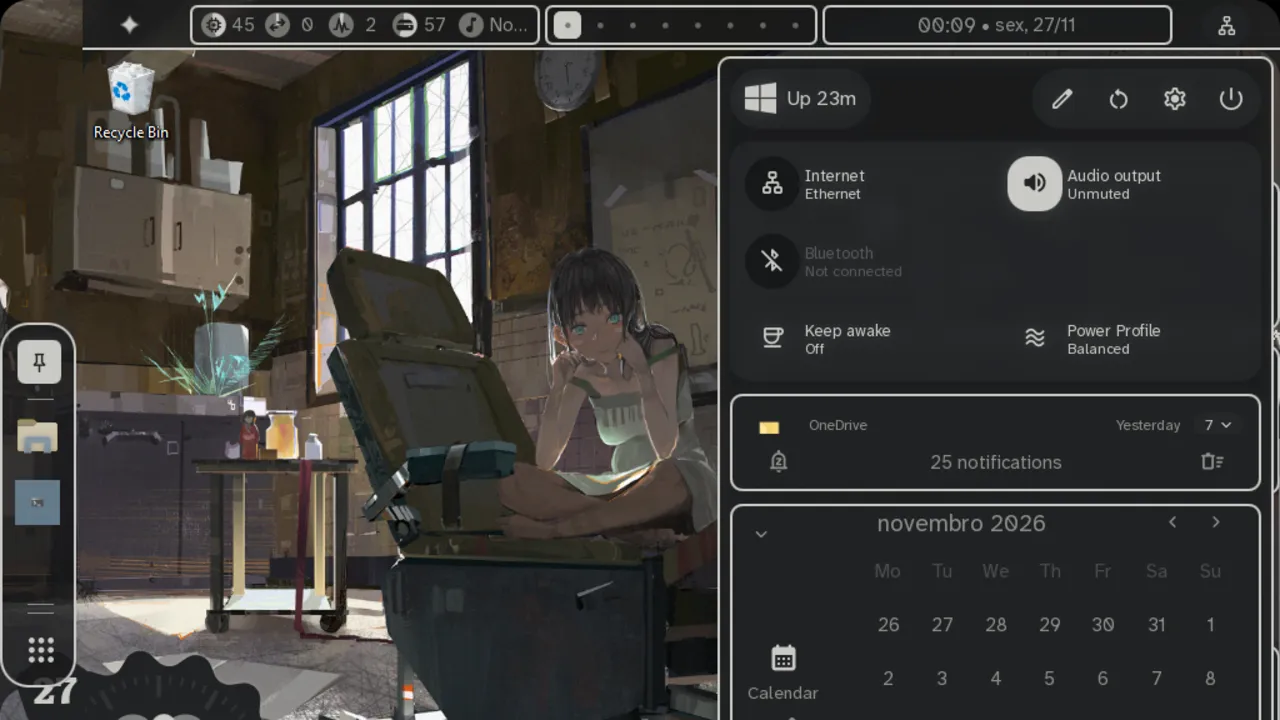 45 0 2 57 No...
00:09 • sex, 27/11
Recycle Bin
Up 23m
Internet
Ethernet
Audio output
Unmuted
Bluetooth
Not connected
Keep awake
Off
Power Profile
Balanced
OneDrive Yesterday 7
25 notifications
novembro 2026
Mo Tu We Th Fr Sa Su
26 27 28 29 30 31 1
2 3 4 5 6 7 8
Calendar
27